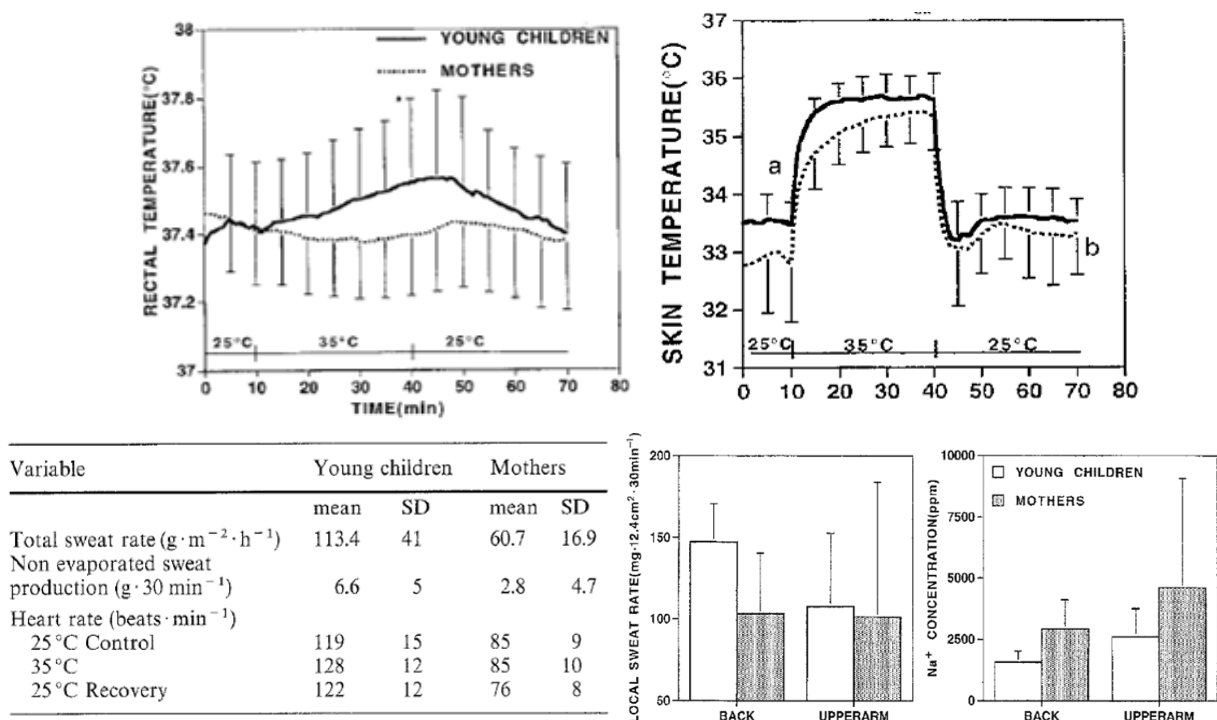 38
37.8
37.6
37.4
37.2
37
RECTAL TEMPERATURE(°C)
YOUNG CHILDREN
MOTHERS
*
25°C 35°C 25°C
0 10 20 30 40 50 60 70 80
TIME(min)
37
36
35
34
33
32
31
SKIN TEMPERATURE(°C)
a
b
25°C 35°C 25°C
0 10 20 30 40 50 60 70 80
Variable Young children Mothers
mean SD mean SD
Total sweat rate (g·m⁻²·h⁻¹) 113.4 41 60.7 16.9
Non evaporated sweat
production (g·30 min⁻¹) 6.6 5 2.8 4.7
Heart rate (beats·min⁻¹)
25°C Control 119 15 85 9
35°C 128 12 85 10
25°C Recovery 122 12 76 8
200
150
100
50
LOCAL SWEAT RATE(mg·12.4cm²·30min⁻¹)
BACK UPPERARM
10000
7500
5000
2500
0
Na⁺ CONCENTRATION(ppm)
YOUNG CHILDREN
MOTHERS
BACK UPPERARM